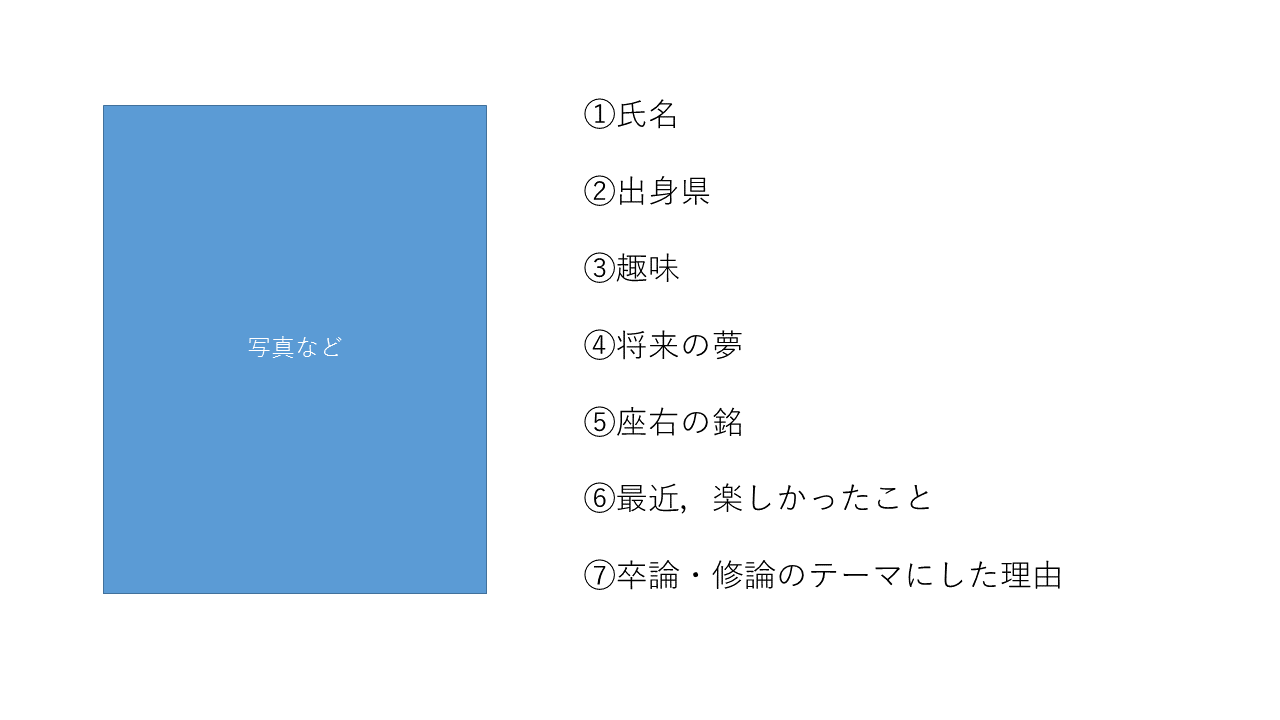 写真など
①氏名
②出身県
③趣味
④将来の夢
⑤座右の銘
⑥最近，楽しかったこと
⑦卒論・修論のテーマにした理由